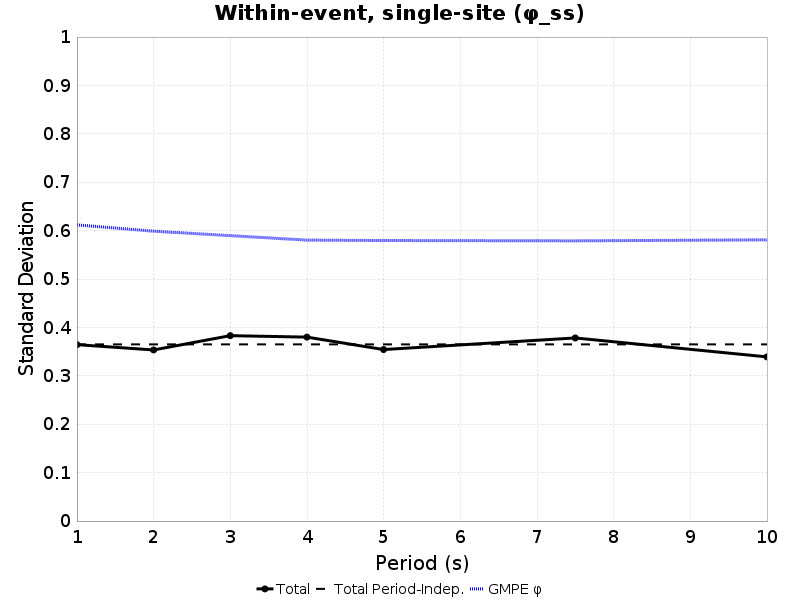 Within-event, single-site (φ_ss)
1
0.9
0.8
0.7
0.6
0.5
0.4
0.3
0.2
0.1
0
Standard Deviation
1 2 3 4 5 6 7 8 9 10
Period (s)
Total Total Period-Indep. GMPE φ